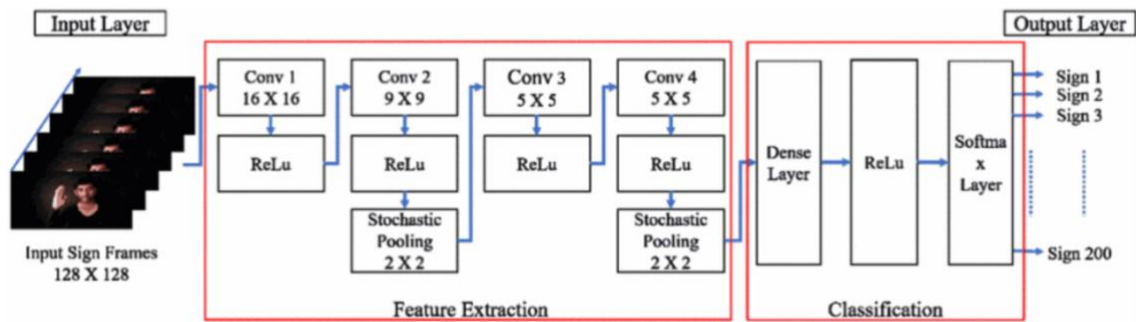 Input Layer
Output Layer
Conv 1
16 X 16
Conv 2
9 X 9
Conv 3
5 X 5
Conv 4
5 X 5
ReLu
ReLu
ReLu
ReLu
Stochastic
Pooling
2 X 2
Stochastic
Pooling
2 X 2
Dense
Layer
ReLu
Softma
x
Layer
Sign 1
Sign 2
Sign 3
Sign 200
Input Sign Frames
128 X 128
Feature Extraction
Classification